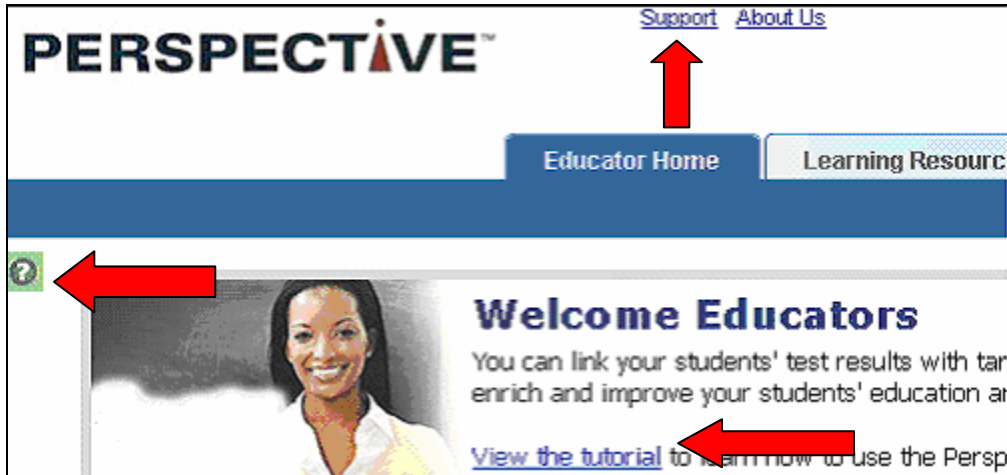 Support About Us
PERSPECTIVE™
Educator Home Learning Resourc
?
Welcome Educators
You can link your students' test results with tar
enrich and improve your students' education an
View the tutorial to learn how to use the Persp